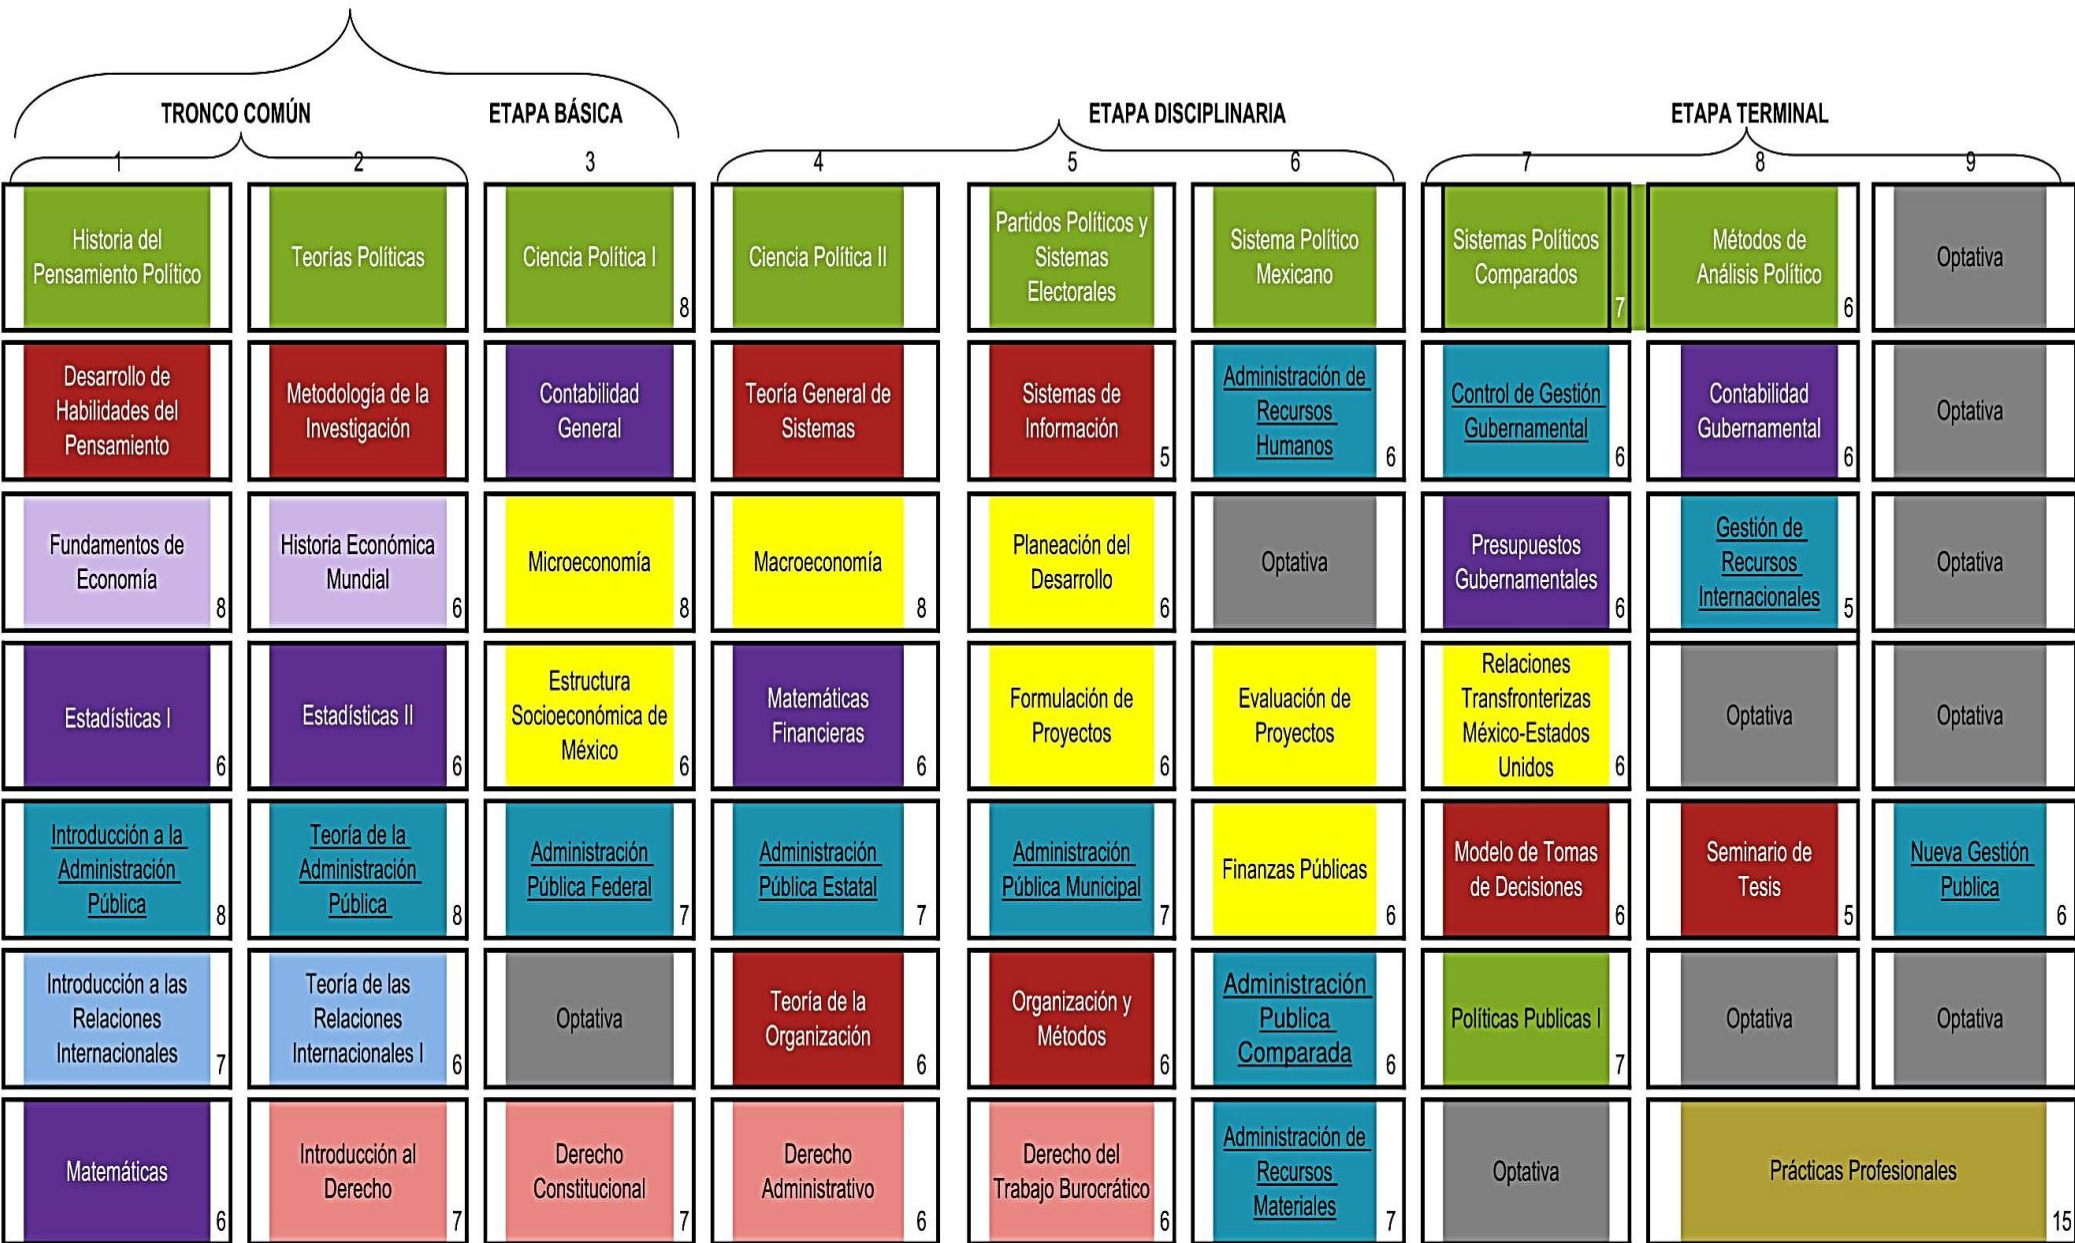 TRONCO COMÚN ETAPA BÁSICA ETAPA DISCIPLINARIA ETAPA TERMINAL
1 2 3 4 5 6 7 8 9
Historia del
Pensamiento Político
Teorías Políticas
Ciencia Política I
8
Ciencia Política II
Partidos Políticos y
Sistemas
Electorales
Sistema Político
Mexicano
Sistemas Políticos
Comparados
7
Métodos de
Análisis Político
6
Optativa
Desarrollo de
Habilidades del
Pensamiento
Metodología de la
Investigación
Contabilidad
General
Teoría General de
Sistemas
Sistemas de
Información
5
Administración de
Recursos
Humanos
6
Control de Gestión
Gubernamental
6
Contabilidad
Gubernamental
6
Optativa
Fundamentos de
Economía
8
Historia Económica
Mundial
6
Microeconomía
8
Macroeconomía
8
Planeación del
Desarrollo
6
Optativa
Presupuestos
Gubernamentales
6
Gestión de
Recursos
Internacionales
5
Optativa
Estadísticas I
6
Estadísticas II
6
Estructura
Socioeconómica de
México
6
Matemáticas
Financieras
6
Formulación de
Proyectos
6
Evaluación de
Proyectos
Relaciones
Transfronterizas
México-Estados
Unidos
6
Optativa
Optativa
Introducción a la
Administración
Pública
8
Teoría de la
Administración
Pública
8
Administración
Pública Federal
7
Administración
Pública Estatal
7
Administración
Pública Municipal
7
Finanzas Públicas
6
Modelo de Tomas
de Decisiones
6
Seminario de
Tesis
5
Nueva Gestión
Publica
6
Introducción a las
Relaciones
Internacionales
7
Teoría de las
Relaciones
Internacionales I
6
Optativa
Teoría de la
Organización
6
Organización y
Métodos
6
Administración
Publica
Comparada
6
Políticas Publicas I
7
Optativa
Optativa
Matemáticas
6
Introducción al
Derecho
7
Derecho
Constitucional
7
Derecho
Administrativo
6
Derecho del
Trabajo Burocrático
6
Administración de
Recursos
Materiales
7
Optativa
Prácticas Profesionales
15